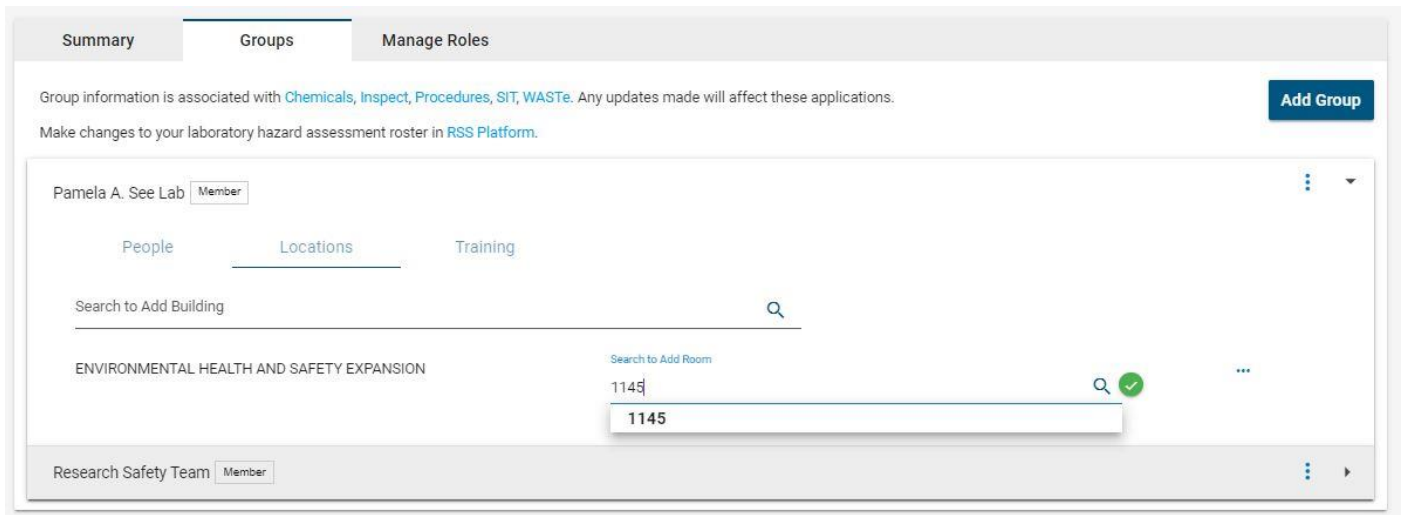 Summary
Groups
Manage Roles
Group information is associated with Chemicals, Inspect, Procedures, SIT, WASTe. Any updates made will affect these applications.
Add Group
Make changes to your laboratory hazard assessment roster in RSS Platform.
Pamela A. See Lab Member
People
Locations
Training
Search to Add Building
ENVIRONMENTAL HEALTH AND SAFETY EXPANSION
Search to Add Room
1145
1145
Research Safety Team Member